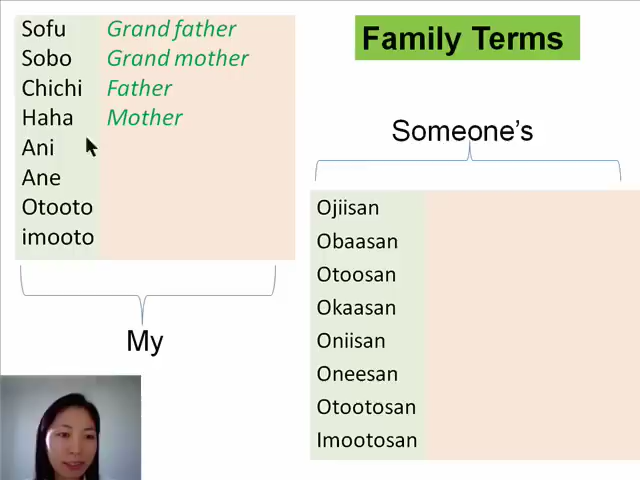 Family Terms
Sofu Grand father
Sobo Grand mother
Chichi Father
Haha Mother
Ani
Ane
Otooto
imooto
My
Someone's
Ojiisan
Obaasan
Otoosan
Okaasan
Oniisan
Oneesan
Otootosan
Imootosan